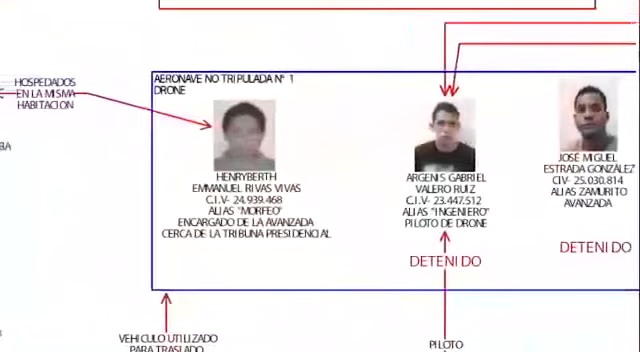 HOSPEDADOS
EN LA MISMA
HABITACION
BA
AERONAVE NO TRIPULADA N° 1
DRONE
HENRYBERTH
EMMANUEL RIVAS VIVAS
C.I.V- 24.939.468
ALIAS "MORFEO"
ENCARGADO DE LA AVANZADA
CERCA DE LA TRIBUNA PRESIDENCIAL
ARGENIS GABRIEL
VALERO RUIZ
C.I.V- 23.447.512
ALIAS "INGENIERO"
PILOTO DE DRONE
DETENIDO
JOSÉ MIGUEL
ESTRADA GONZÁLEZ
CIV- 25.030.814
ALIAS ZAMURITO
AVANZADA
DETENIDO
VEHICULO UTILIZADO
PARA TRASLADO
PILOTO